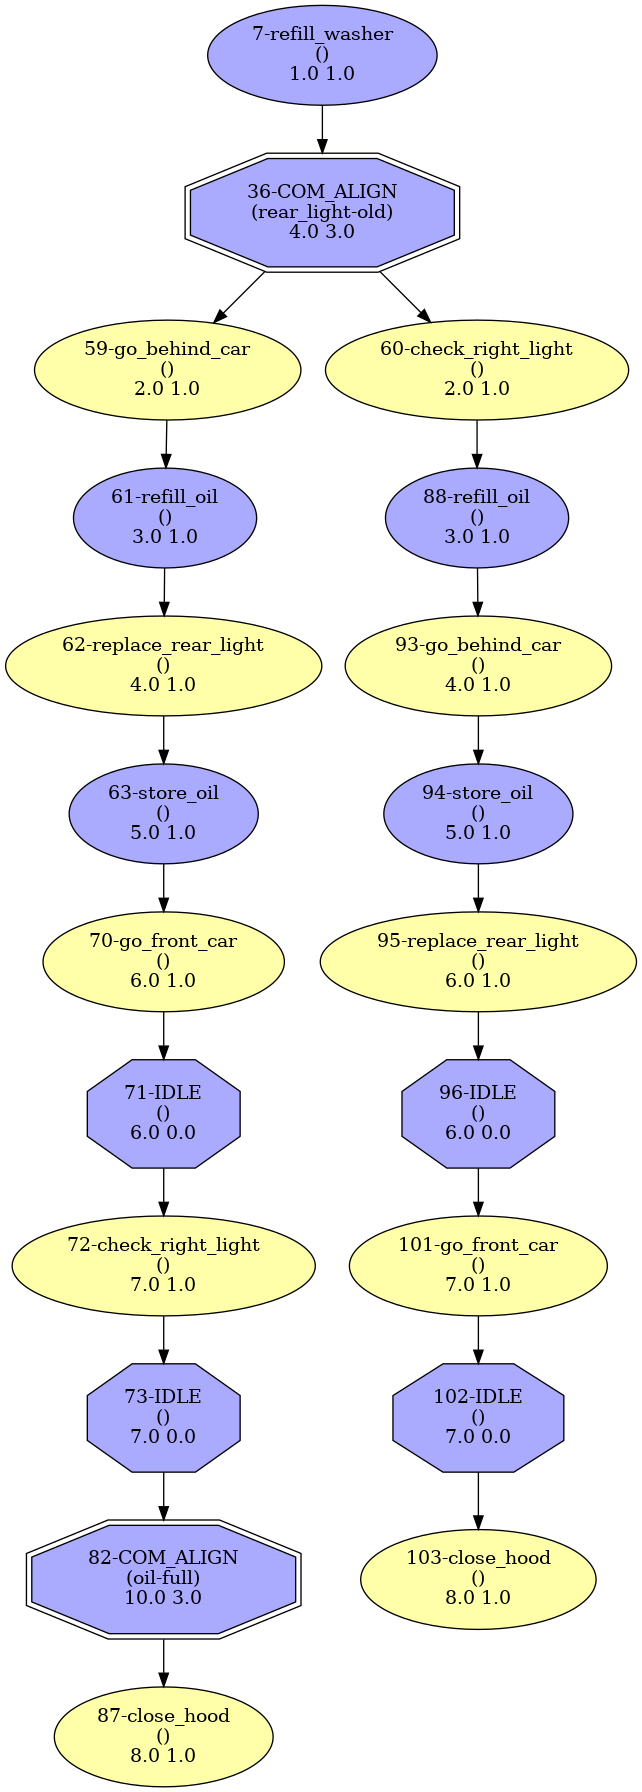 7-refill_washer
()
1.0 1.0
36-COM_ALIGN
(rear_light-old)
4.0 3.0
59-go_behind_car
()
2.0 1.0
60-check_right_light
()
2.0 1.0
61-refill_oil
()
3.0 1.0
88-refill_oil
()
3.0 1.0
62-replace_rear_light
()
4.0 1.0
93-go_behind_car
()
4.0 1.0
63-store_oil
()
5.0 1.0
94-store_oil
()
5.0 1.0
70-go_front_car
()
6.0 1.0
95-replace_rear_light
()
6.0 1.0
71-IDLE
()
6.0 0.0
96-IDLE
()
6.0 0.0
72-check_right_light
()
7.0 1.0
101-go_front_car
()
7.0 1.0
73-IDLE
()
7.0 0.0
102-IDLE
()
7.0 0.0
82-COM_ALIGN
(oil-full)
10.0 3.0
103-close_hood
()
8.0 1.0
87-close_hood
()
8.0 1.0